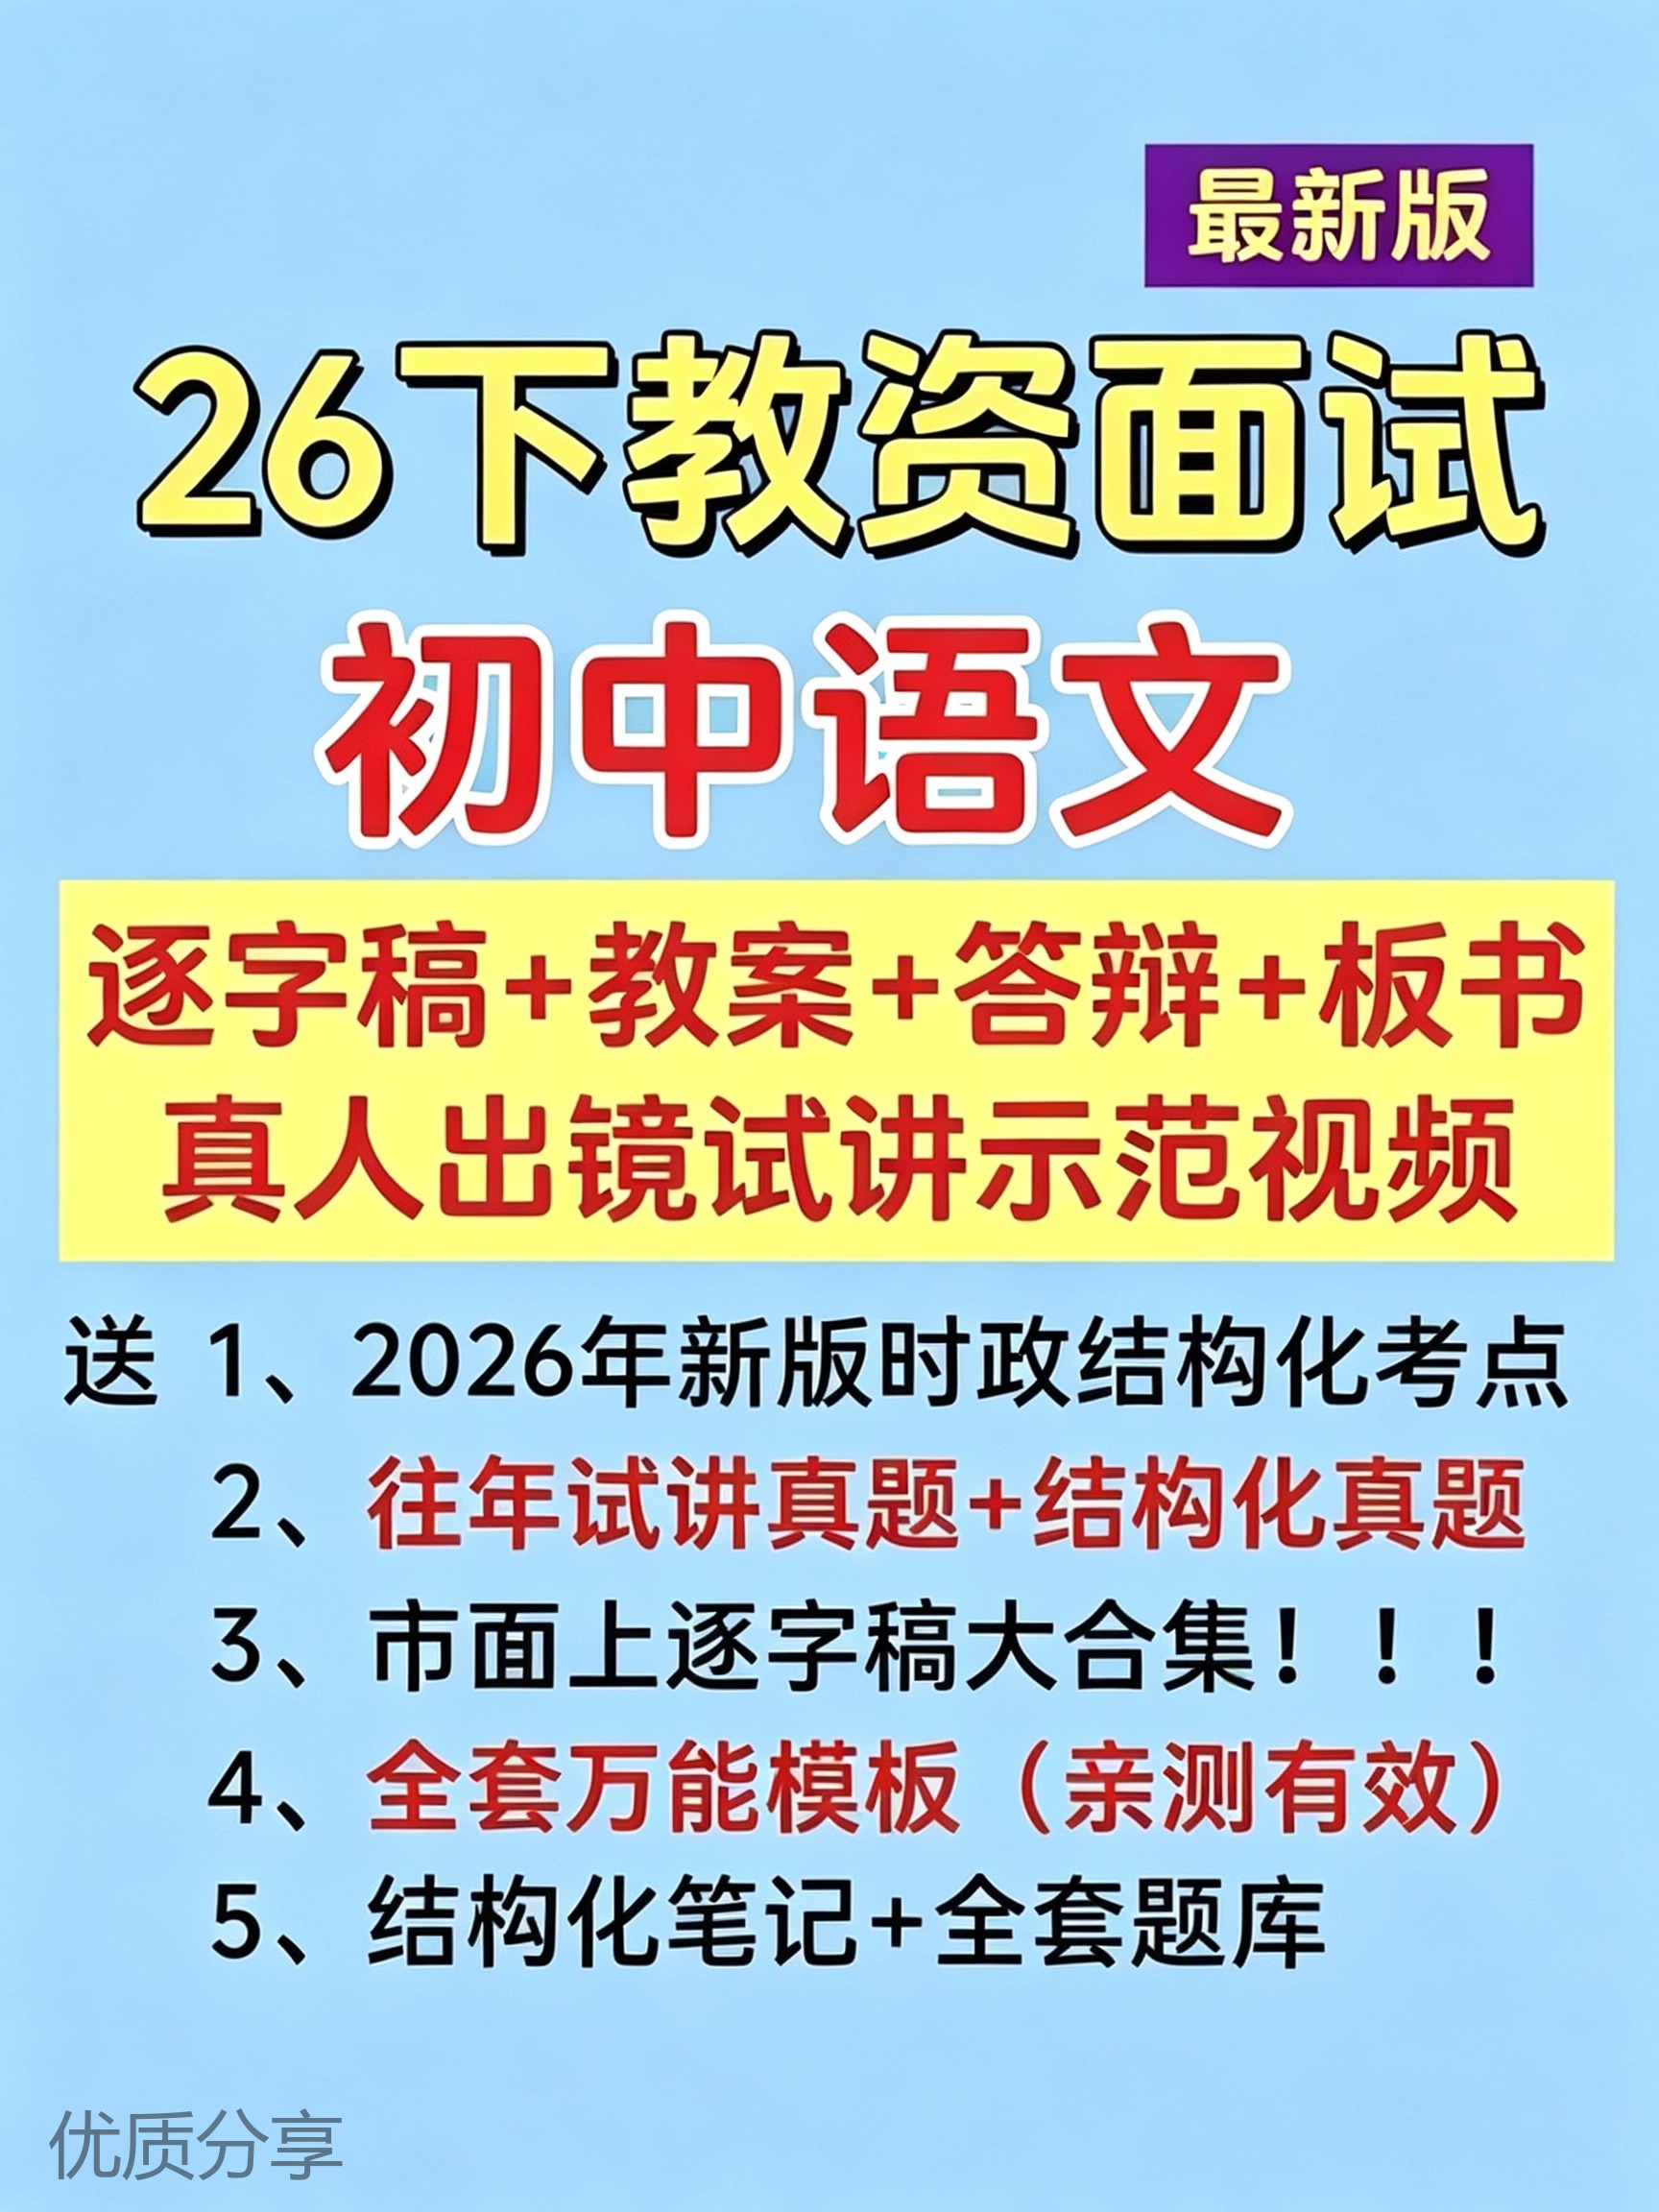 最新版
26下教资面试
初中语文
逐字稿+教案+答辩+板书
真人出镜试讲示范视频
送 1、2026年新版时政结构化考点
2、往年试讲真题+结构化真题
3、市面上逐字稿大合集！！！
4、全套万能模板（亲测有效）
5、结构化笔记+全套题库
优质分享